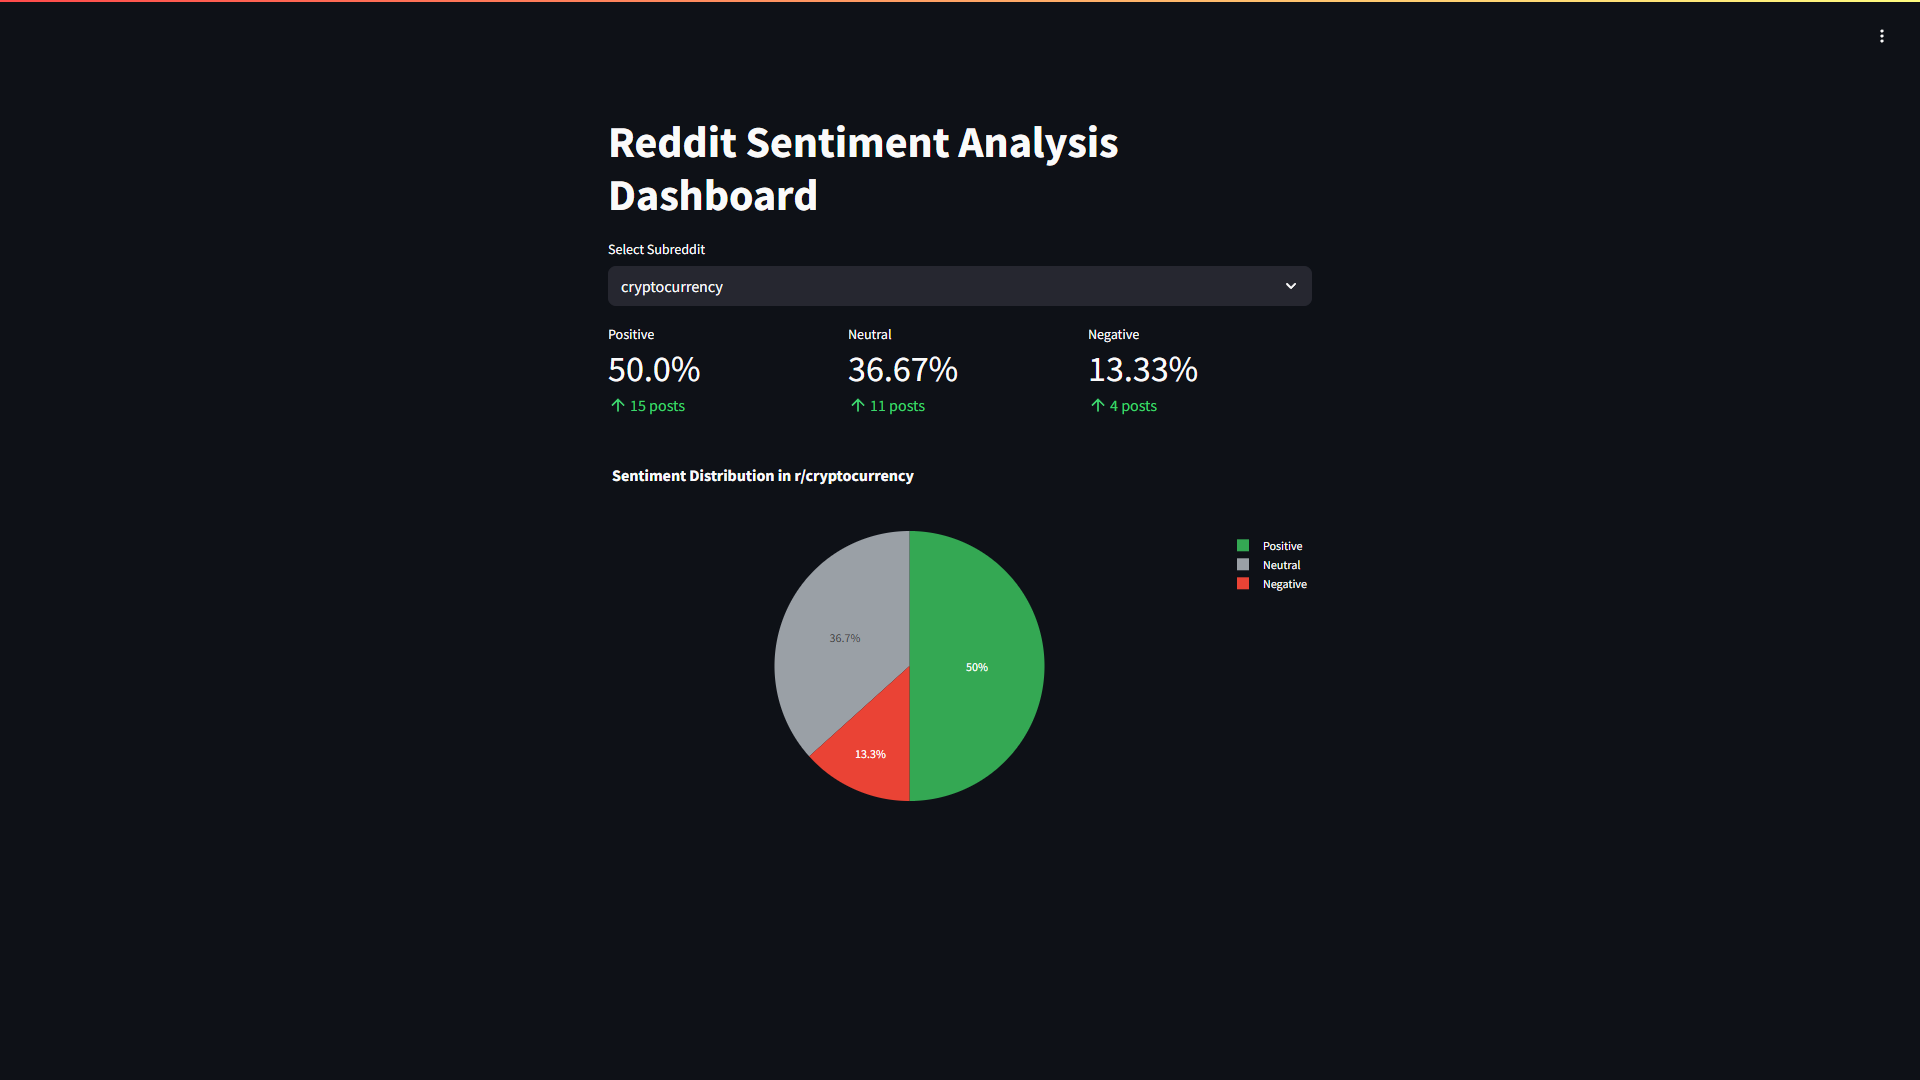 Reddit Sentiment Analysis
Dashboard
Select Subreddit
cryptocurrency
Positive
50.0%
15 posts
Neutral
36.67%
11 posts
Negative
13.33%
4 posts
Sentiment Distribution in r/cryptocurrency
36.7%
50%
13.3%
Positive
Neutral
Negative